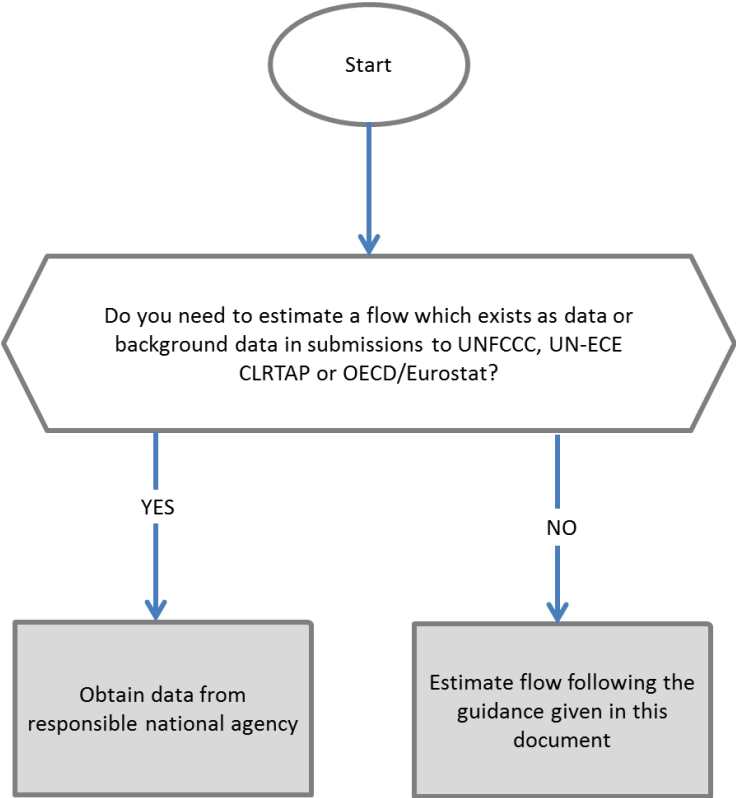 Start
Do you need to estimate a flow which exists as data or
background data in submissions to UNFCCC, UN-ECE
CLRTAP or OECD/Eurostat?
YES
NO
Obtain data from
responsible national agency
Estimate flow following the
guidance given in this
document